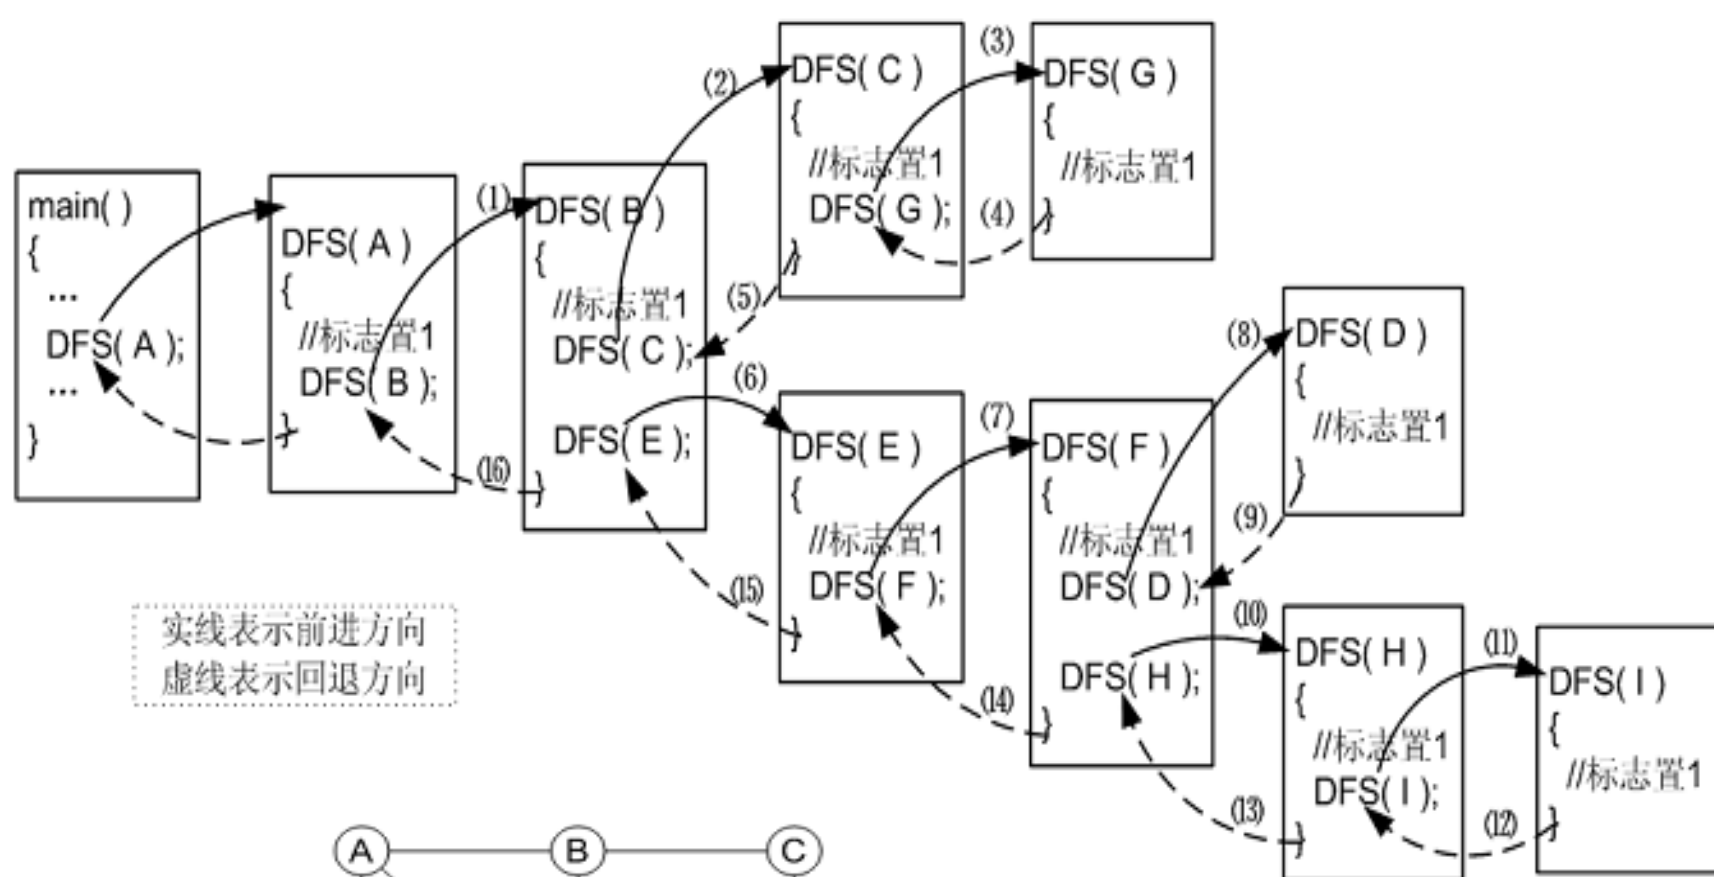 main( )
{
...
DFS( A );
...
}
DFS( A )
{
//标志置1
DFS( B );
}
(1)
(16)
DFS( B )
{
//标志置1
DFS( C );
DFS( E );
}
(2)
(5)
(6)
(15)
DFS( C )
{
//标志置1
DFS( G );
}
(3)
(4)
DFS( G )
{
//标志置1
}
DFS( E )
{
//标志置1
DFS( F );
}
(7)
(14)
DFS( F )
{
//标志置1
DFS( D );
DFS( H );
}
(8)
(9)
(10)
(13)
DFS( D )
{
//标志置1
}
DFS( H )
{
//标志置1
DFS( I );
}
(11)
(12)
DFS( I )
{
//标志置1
}
实线表示前进方向
虚线表示回退方向
A B C